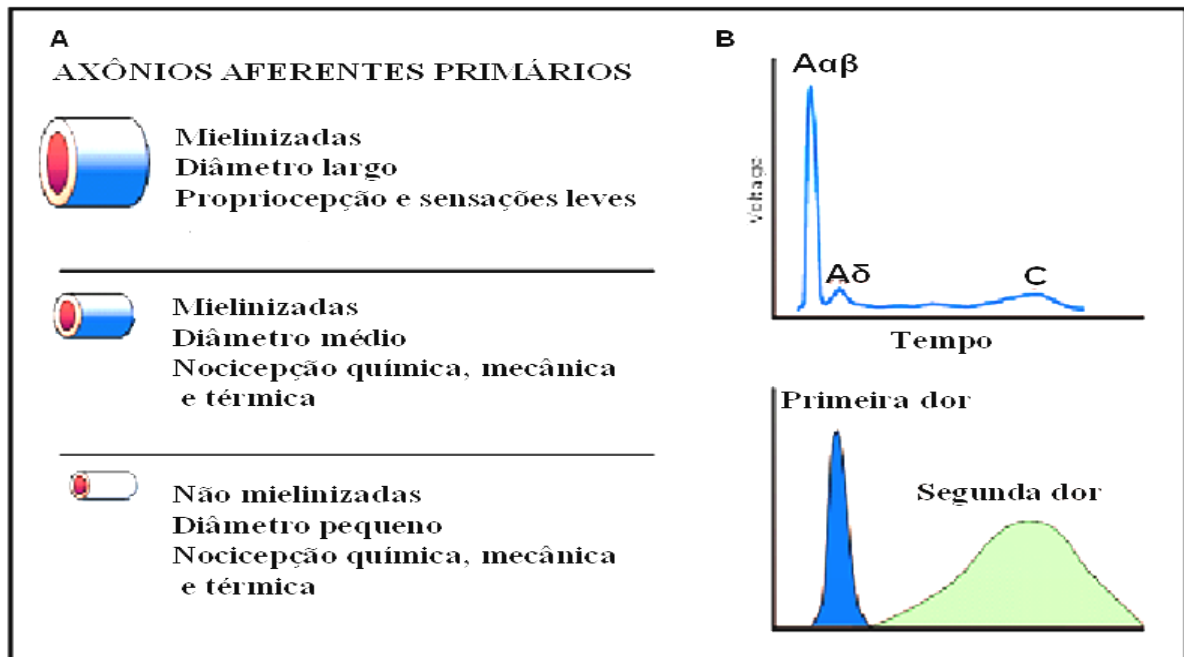 A
AXÔNIOS AFERENTES PRIMÁRIOS
Mielinizadas
Diâmetro largo
Propriocepção e sensações leves
Mielinizadas
Diâmetro médio
Nocicepção química, mecânica
e térmica
Não mielinizadas
Diâmetro pequeno
Nocicepção química, mecânica
e térmica
B
Aαβ
Voltage
Aδ
C
Tempo
Primeira dor
Segunda dor